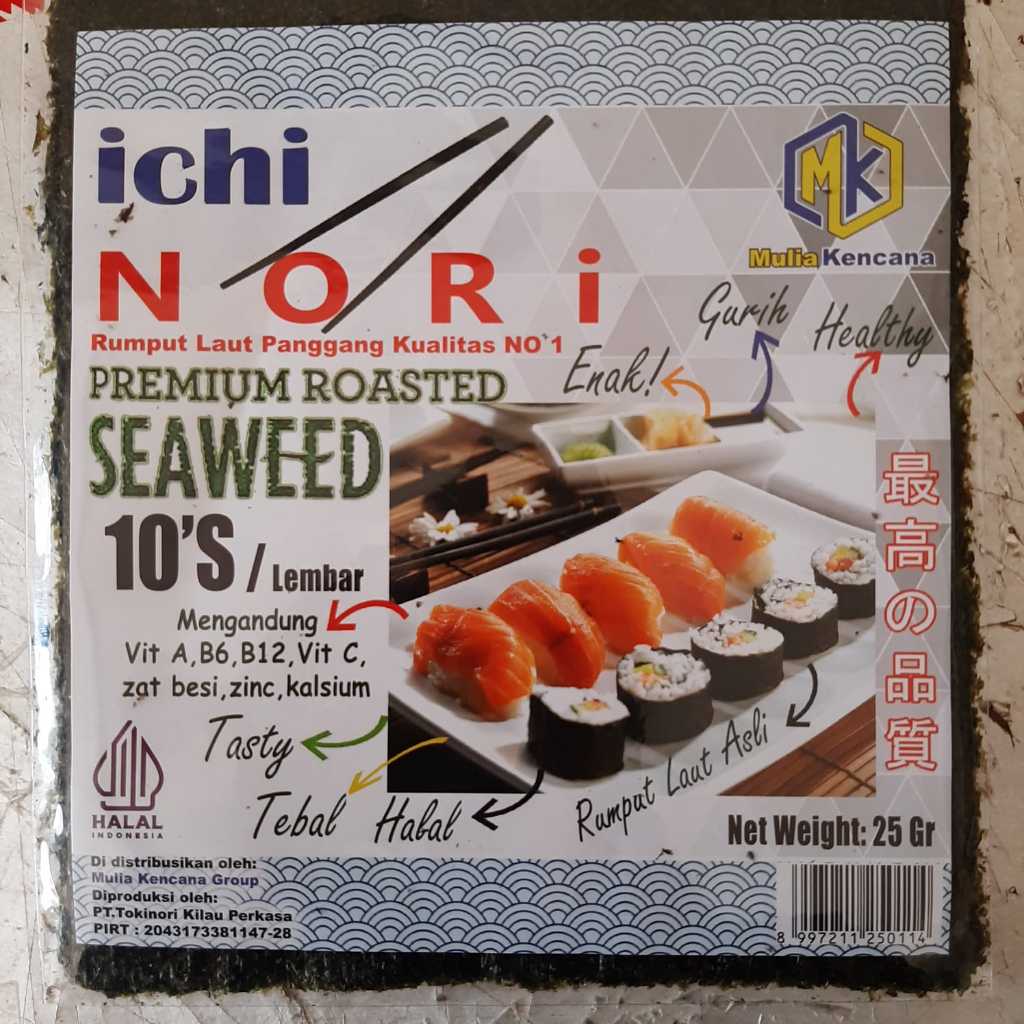 ichi
NORi
MK
Mulia Kencana
Rumput Laut Panggang Kualitas NO'1
PREMIUM ROASTED
SEAWEED
10'S / Lembar
Enak!
Gurih
Healthy
Mengandung
Vit A,B6,B12,Vit C,
zat besi,zinc,kalsium
最高の品質
Tasty
Tebal
Halal
Rumput Laut Asli
HALAL
INDONESIA
Net Weight: 25 Gr
Di distribusikan oleh:
Mulia Kencana Group
Diproduksi oleh:
PT.Tokinori Kilau Perkasa
PIRT : 2043173381147-28
8 997211 250114